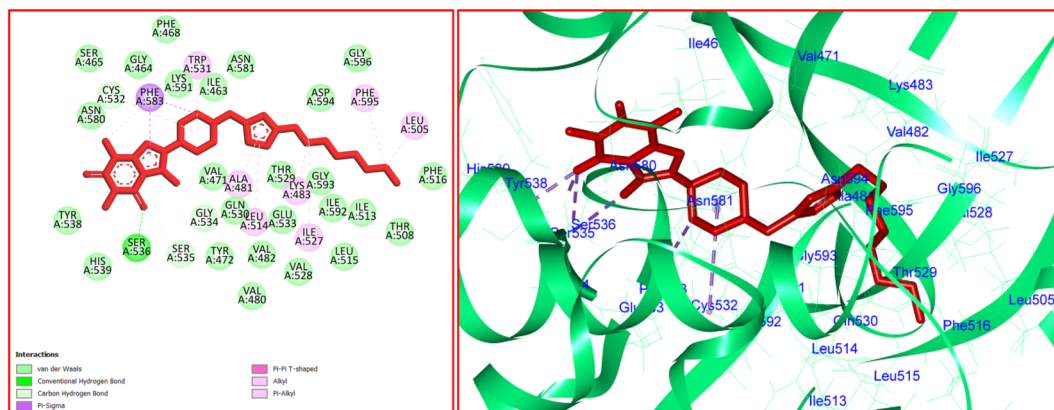 PHE
A:468
SER
A:465
GLY
A:464
TRP
A:531
ASN
A:581
GLY
A:596
CYS
A:532
PHE
A:583
LYS
A:591
ILE
A:463
ASP
A:594
PHE
A:595
ASN
A:580
LEU
A:505
VAL
A:471
ALA
A:481
THR
A:529
LYS
A:483
GLY
A:593
PHE
A:516
TYR
A:538
GLY
A:534
GLN
A:530
LEU
A:514
GLU
A:533
ILE
A:592
ILE
A:513
THR
A:508
HIS
A:539
SER
A:536
SER
A:535
TYR
A:472
VAL
A:482
ILE
A:527
LEU
A:515
VAL
A:528
VAL
A:480
Interactions
van der Waals
Conventional Hydrogen Bond
Carbon Hydrogen Bond
Pi-Sigma
Pi-Pi T-shaped
Alkyl
Pi-Alkyl
Val471
Lys483
Val482
Ile527
Tyr538
Asn580
Asn581
Asp594
Gly596
Phe595
Ser536
Ser535
Gly593
Thr529
Cys532
Gln530
Leu505
Phe516
Leu514
Leu515
Ile513